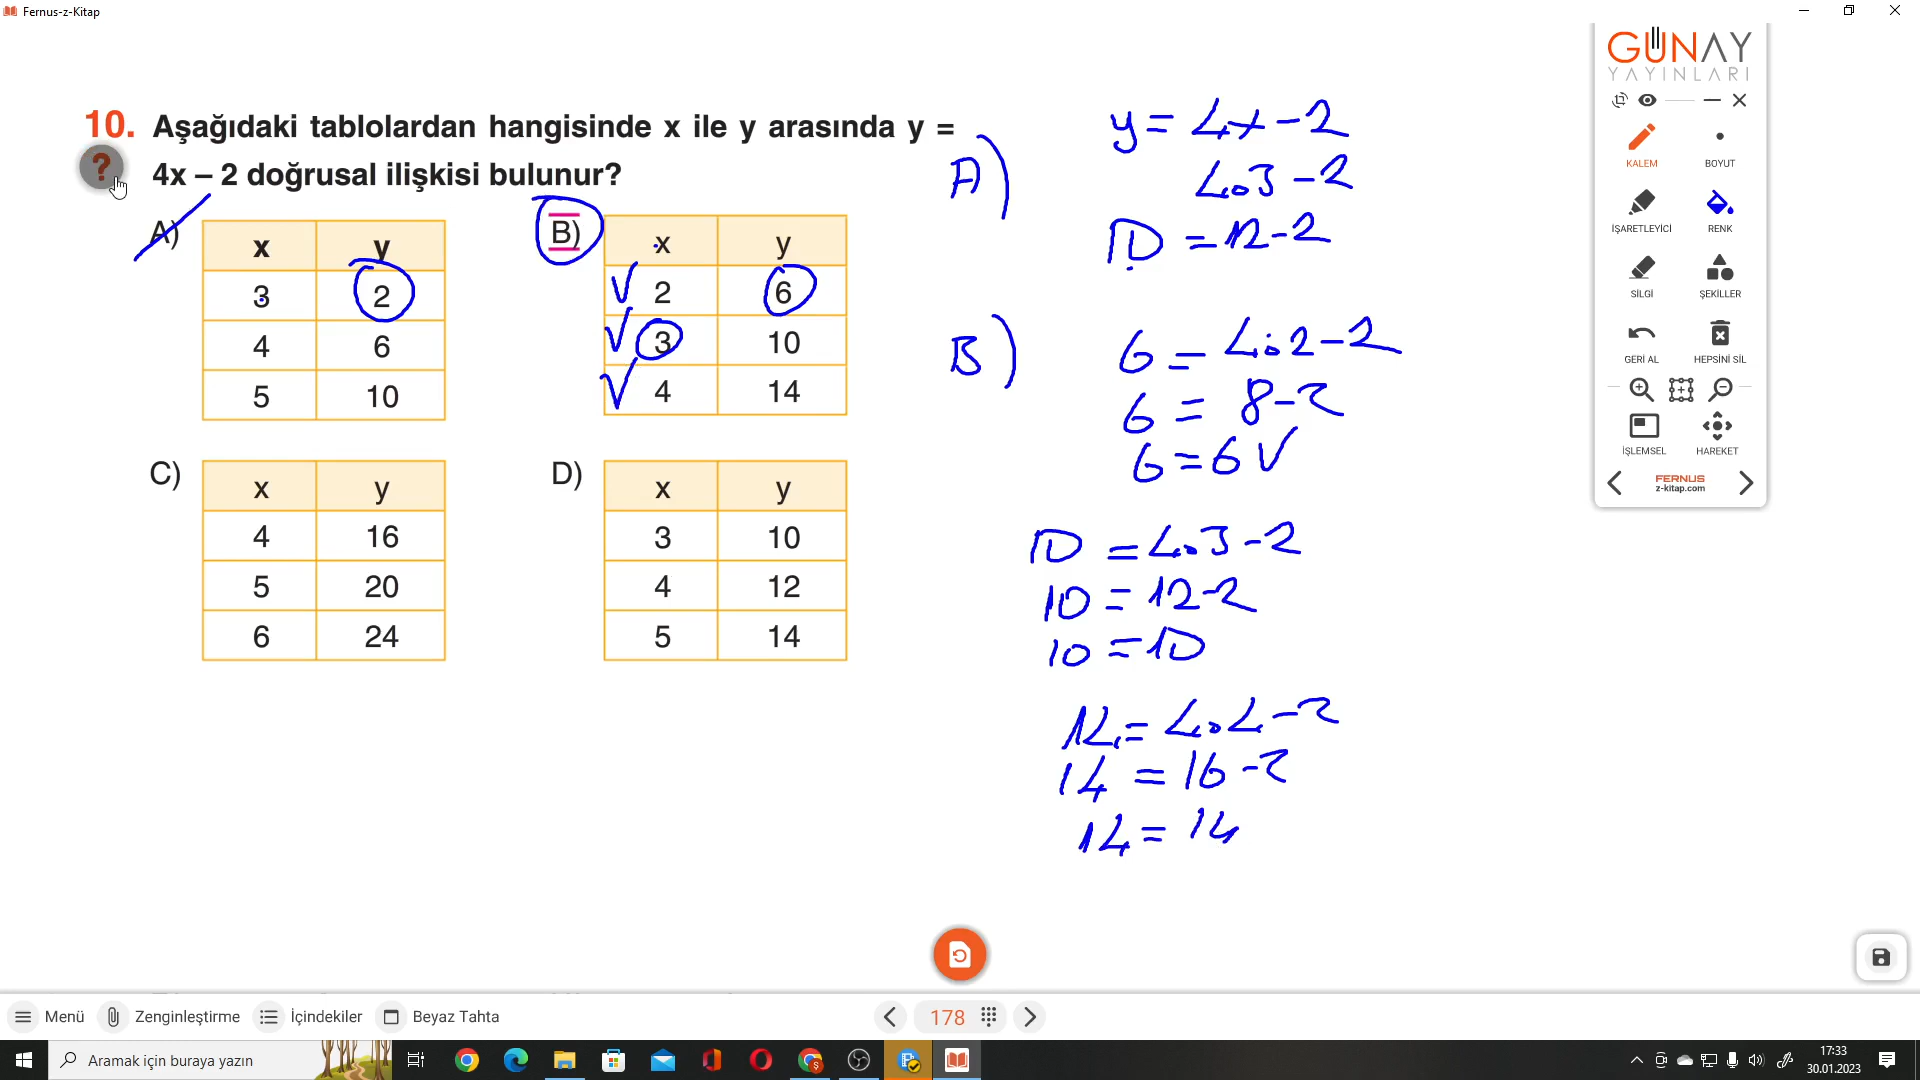 Fernus-z-Kitap
10. Aşağıdaki tablolardan hangisinde x ile y arasında y =
4x – 2 doğrusal ilişkisi bulunur?
?
A)
x y
3 2
4 6
5 10
B)
x y
2 6
3 10
4 14
C)
x y
4 16
5 20
6 24
D)
x y
3 10
4 12
5 14
y = 4x - 2
A)
4.3 - 2
10 = 12 - 2
B)
6 = 4.2 - 2
6 = 8 - 2
6 = 6 √
10 = 4.3 - 2
10 = 12 - 2
10 = 10
14 = 4.4 - 2
14 = 16 - 2
14 = 14
GÜNAY
YAYINLARI
KALEM BOYUT
İŞARETLEYİCİ RENK
SİLGİ ŞEKİLLER
GERİ AL HEPSİNİ SİL
İŞLEMSEL HAREKET
FERNUS
z-kitap.com
Menü Zenginleştirme İçindekiler Beyaz Tahta 178
Aramak için buraya yazın
17:33
30.01.2023